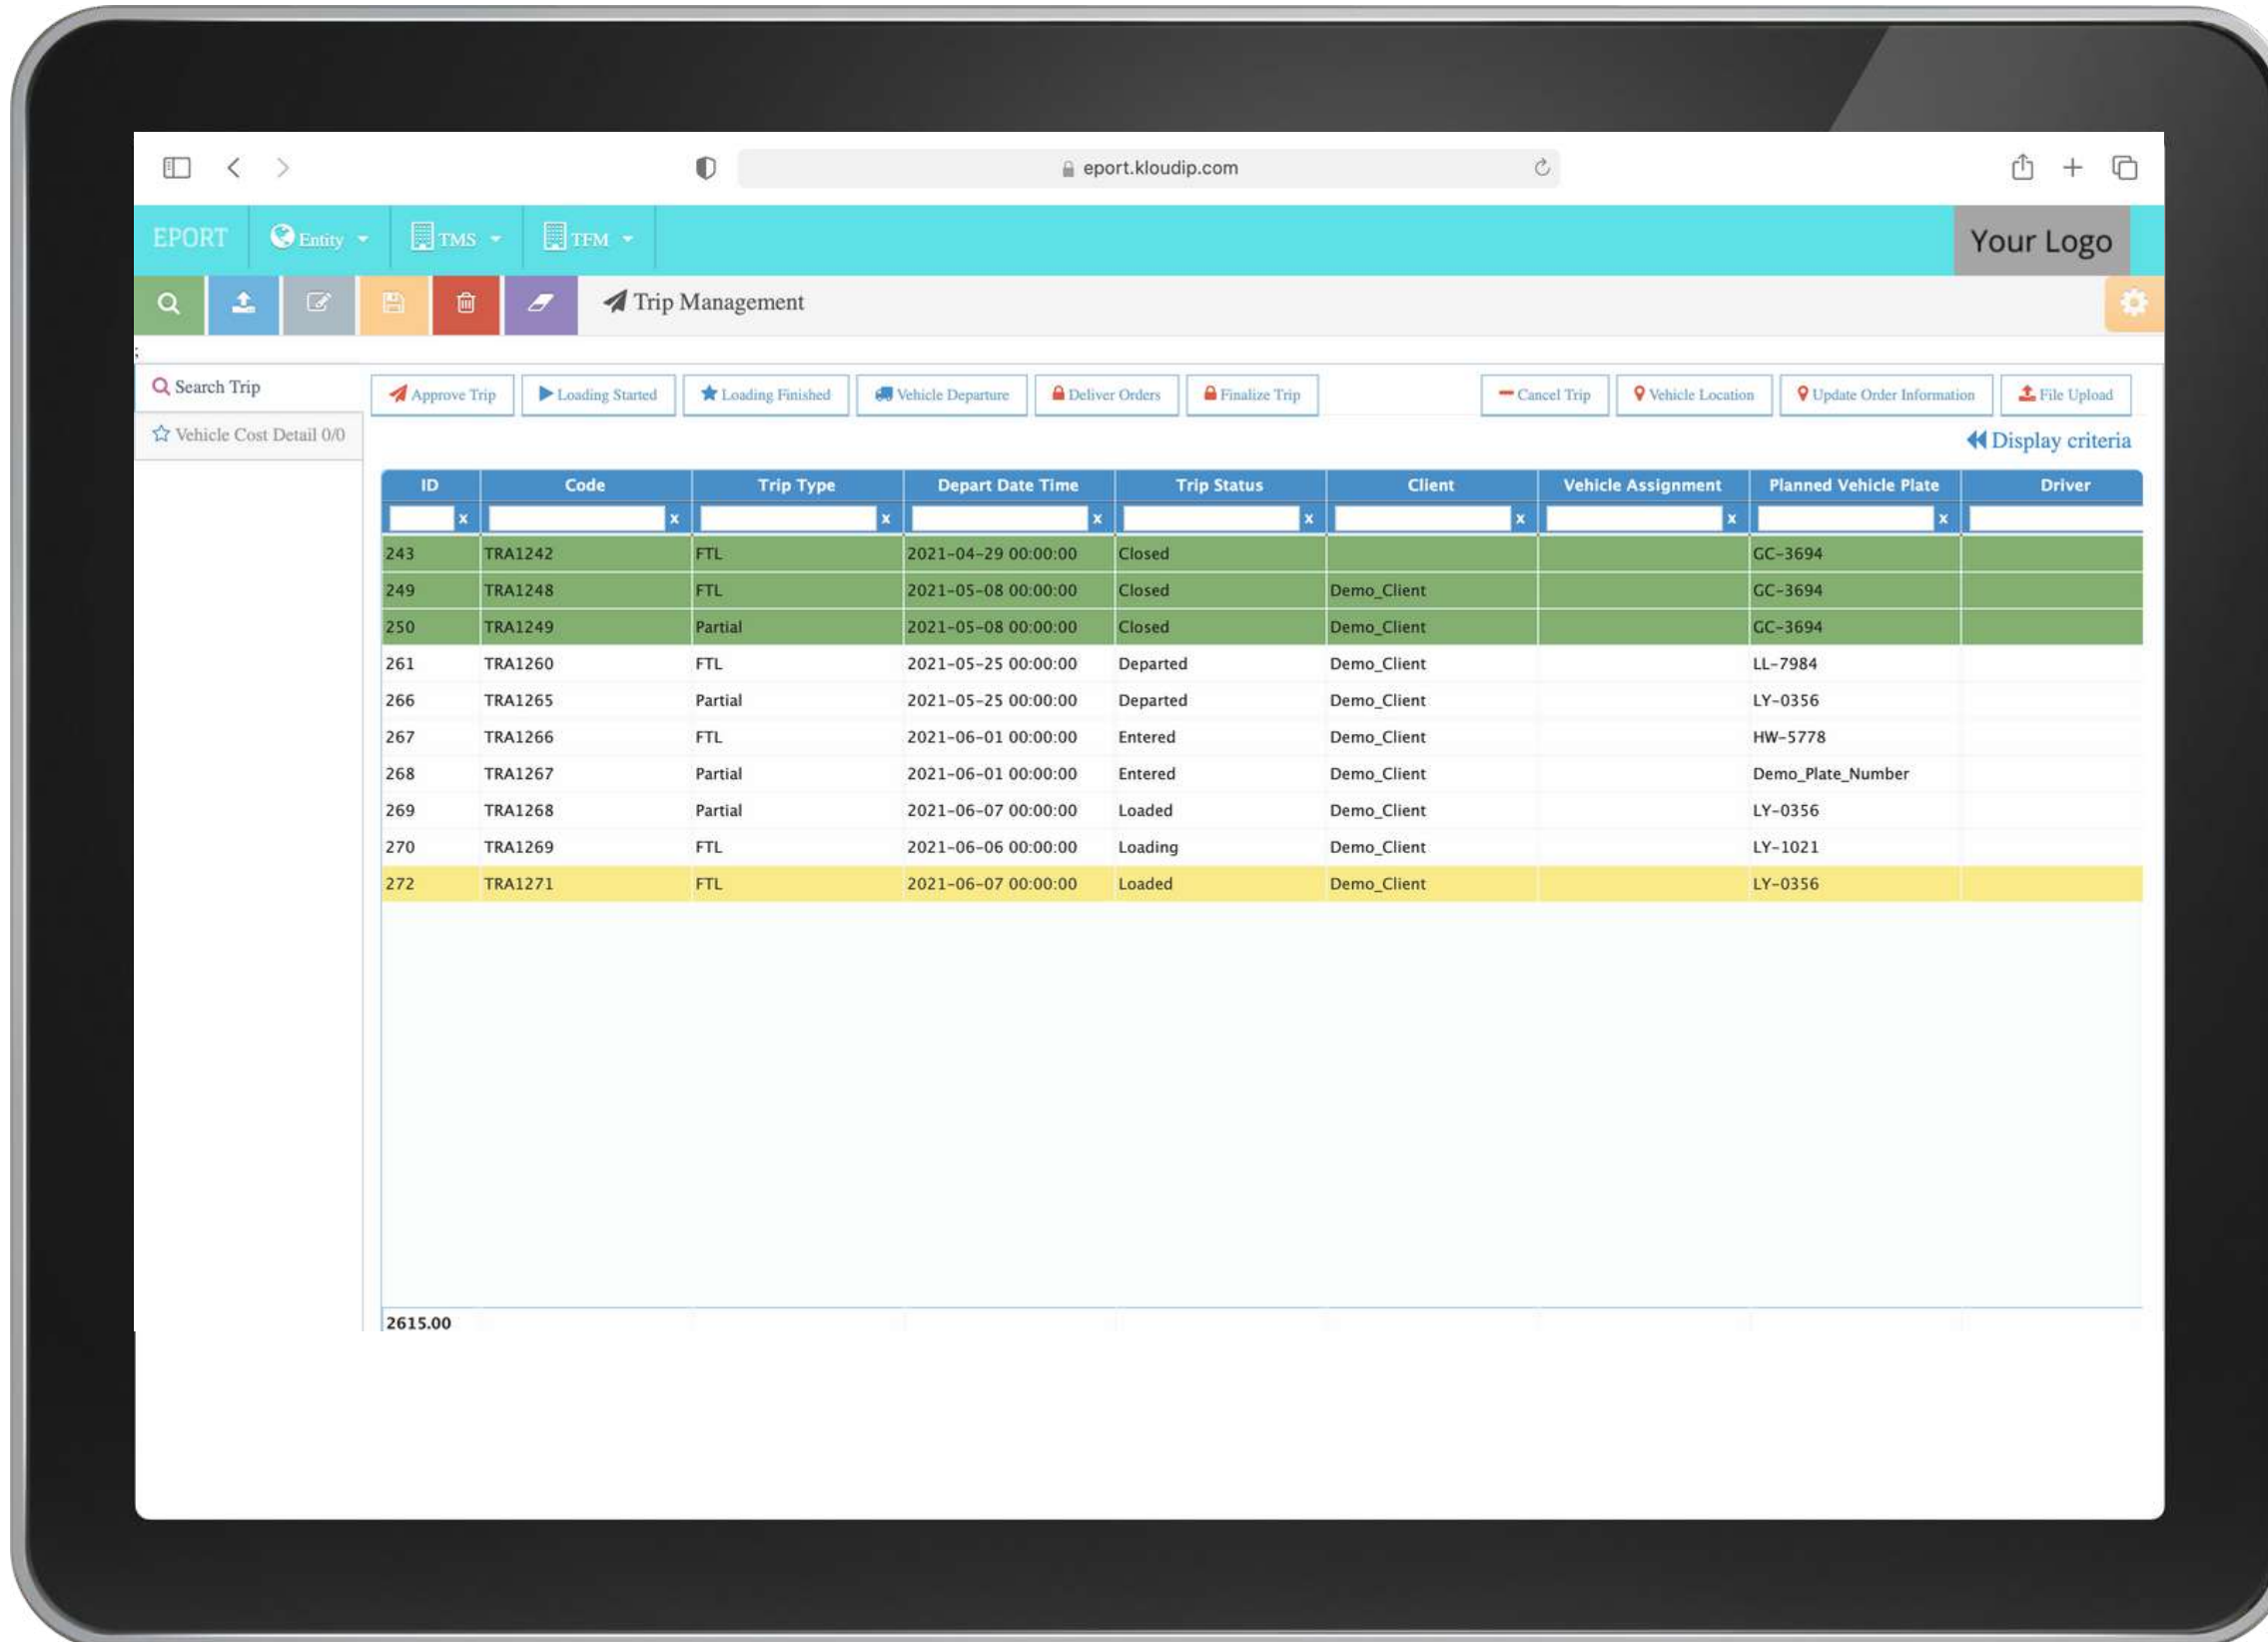 eport.kloudip.com
EPORT Entity TMS TFM Your Logo
Trip Management
;
Search Trip Approve Trip Loading Started Loading Finished Vehicle Departure Deliver Orders Finalize Trip Cancel Trip Vehicle Location Update Order Information File Upload
Vehicle Cost Detail 0/0 Display criteria
ID Code Trip Type Depart Date Time Trip Status Client Vehicle Assignment Planned Vehicle Plate Driver
x x x x x x x x
243 TRA1242 FTL 2021-04-29 00:00:00 Closed GC-3694
249 TRA1248 FTL 2021-05-08 00:00:00 Closed Demo_Client GC-3694
250 TRA1249 Partial 2021-05-08 00:00:00 Closed Demo_Client GC-3694
261 TRA1260 FTL 2021-05-25 00:00:00 Departed Demo_Client LL-7984
266 TRA1265 Partial 2021-05-25 00:00:00 Departed Demo_Client LY-0356
267 TRA1266 FTL 2021-06-01 00:00:00 Entered Demo_Client HW-5778
268 TRA1267 Partial 2021-06-01 00:00:00 Entered Demo_Client Demo_Plate_Number
269 TRA1268 Partial 2021-06-07 00:00:00 Loaded Demo_Client LY-0356
270 TRA1269 FTL 2021-06-06 00:00:00 Loading Demo_Client LY-1021
272 TRA1271 FTL 2021-06-07 00:00:00 Loaded Demo_Client LY-0356
2615.00